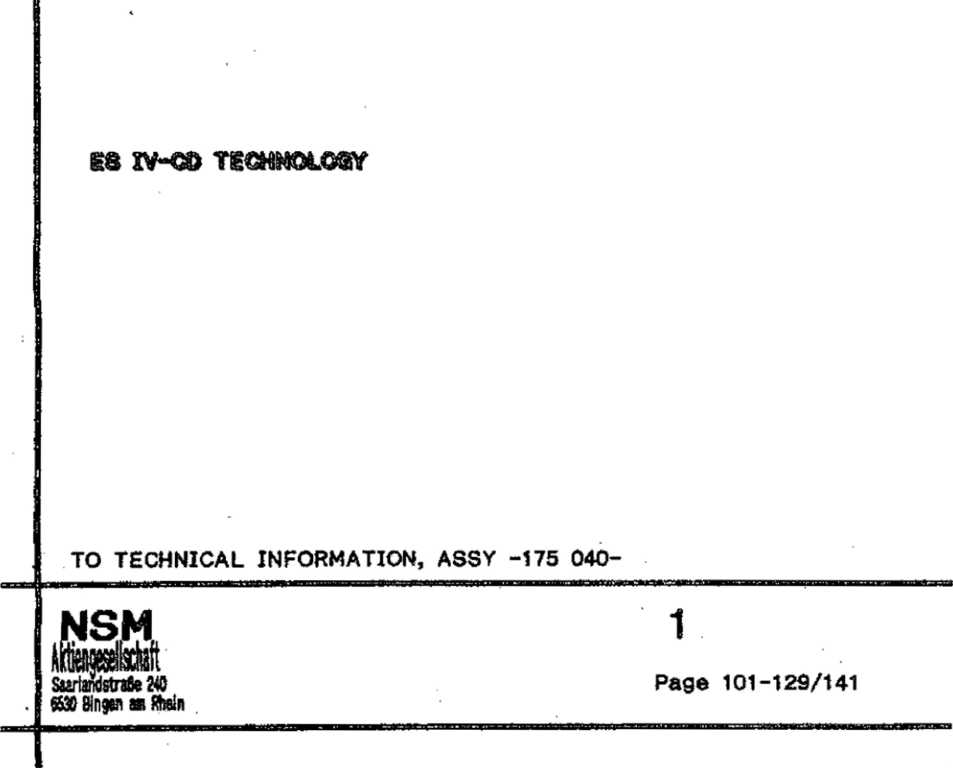 ES IV-CD TECHNOLOGY
TO TECHNICAL INFORMATION, ASSY -175 040-
NSM
1
Aktiengesellschaft
Saarlandstraße 240
Page 101-129/141
6530 Bingen am Rhein